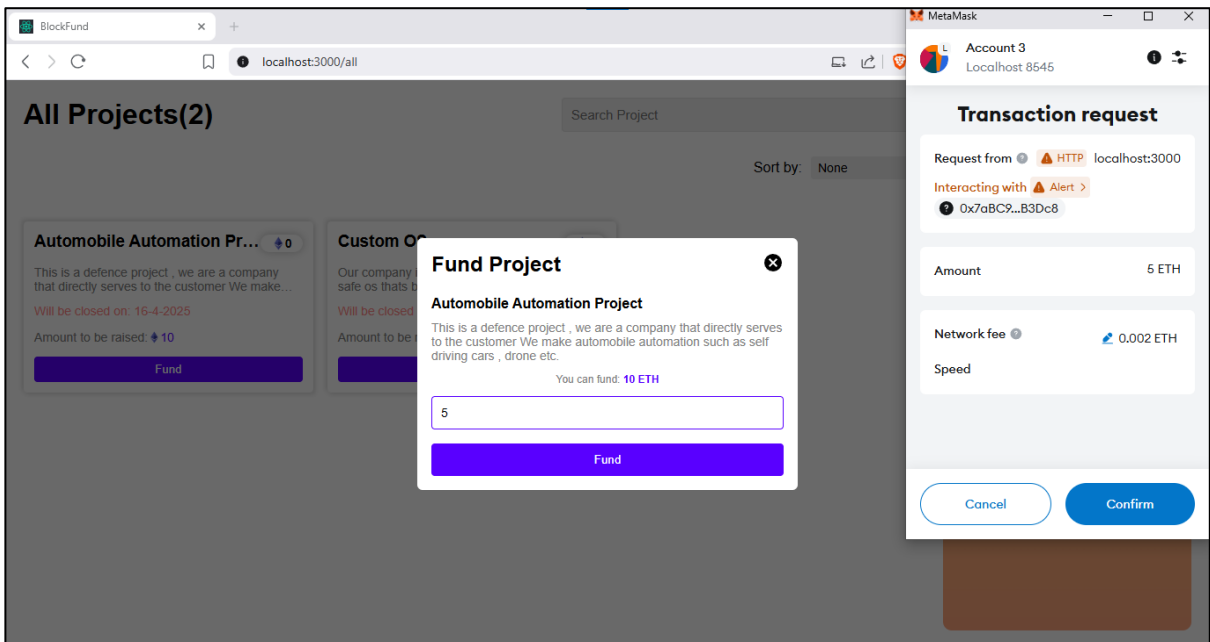 BlockFund
localhost:3000/all
All Projects(2)
Search Project
Sort by: None
Automobile Automation Pr... 0
This is a defence project , we are a company
that directly serves to the customer We make...
Will be closed on: 16-4-2025
Amount to be raised: 10
Fund
Custom O
Our company i
safe os thats b
Will be closed
Amount to be r
Fund Project
Automobile Automation Project
This is a defence project , we are a company that directly serves
to the customer We make automobile automation such as self
driving cars , drone etc.
You can fund: 10 ETH
5
Fund
MetaMask
L
Account 3
Localhost 8545
Transaction request
Request from HTTP localhost:3000
Interacting with Alert >
0x7aBC9...B3Dc8
Amount 5 ETH
Network fee 0.002 ETH
Speed
Cancel Confirm